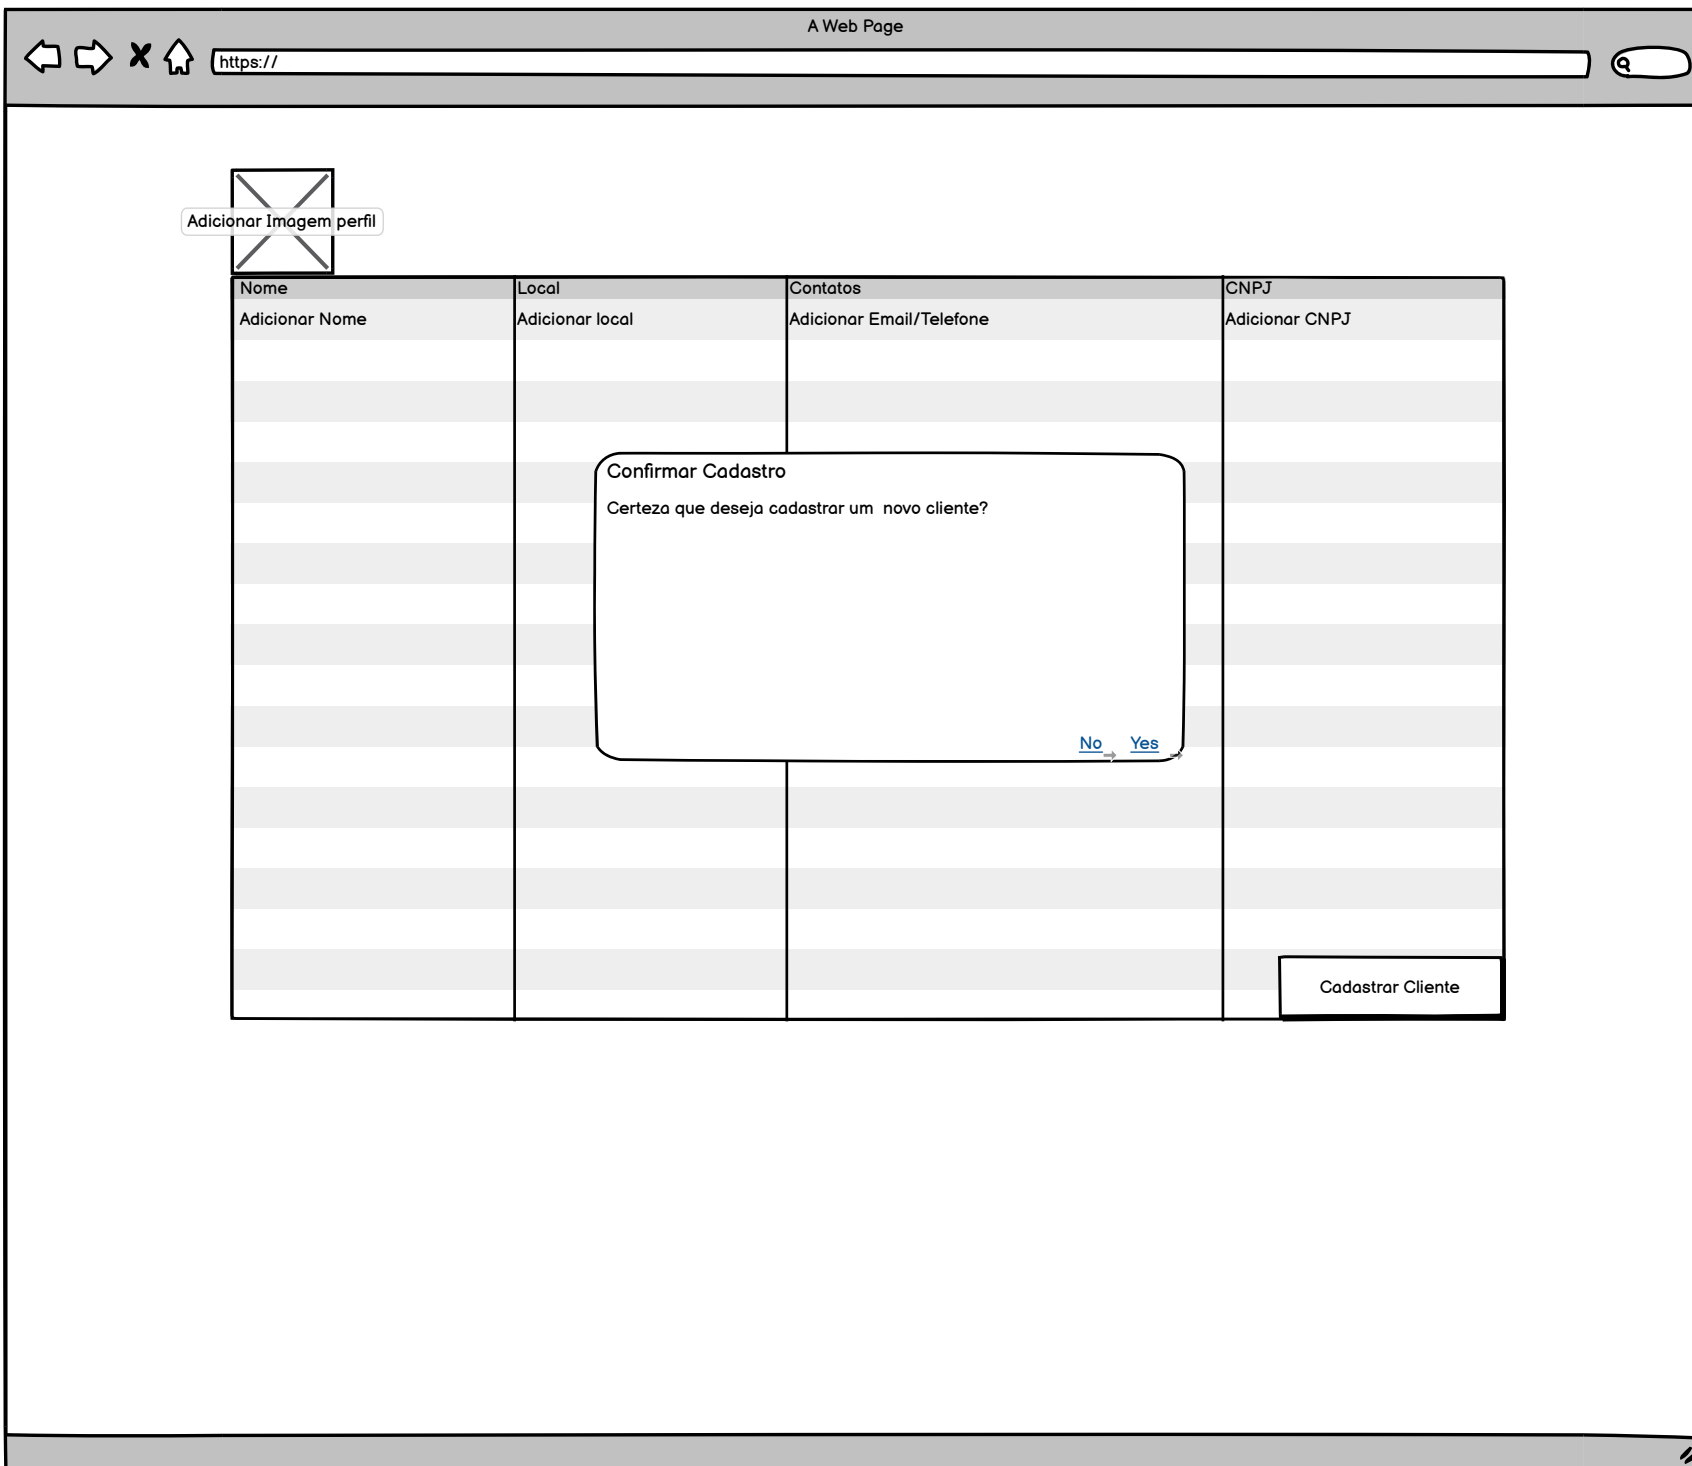 A Web Page
https://
Adicionar Imagem perfil
Nome Local Contatos CNPJ
Adicionar Nome Adicionar local Adicionar Email/Telefone Adicionar CNPJ
Confirmar Cadastro
Certeza que deseja cadastrar um  novo cliente?
No Yes
Cadastrar Cliente